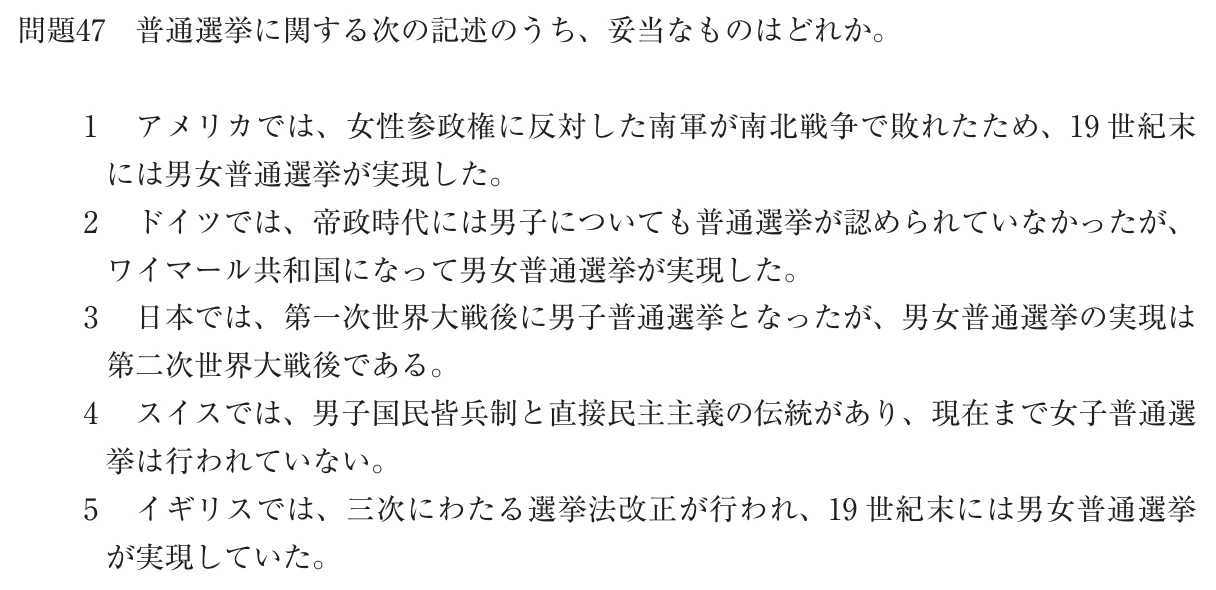 問題47　普通選挙に関する次の記述のうち、妥当なものはどれか。
1　アメリカでは、女性参政権に反対した南軍が南北戦争で敗れたため、19世紀末
には男女普通選挙が実現した。
2　ドイツでは、帝政時代には男子についても普通選挙が認められていなかったが、
ワイマール共和国になって男女普通選挙が実現した。
3　日本では、第一次世界大戦後に男子普通選挙となったが、男女普通選挙の実現は
第二次世界大戦後である。
4　スイスでは、男子国民皆兵制と直接民主主義の伝統があり、現在まで女子普通選
挙は行われていない。
5　イギリスでは、三次にわたる選挙法改正が行われ、19世紀末には男女普通選挙
が実現していた。